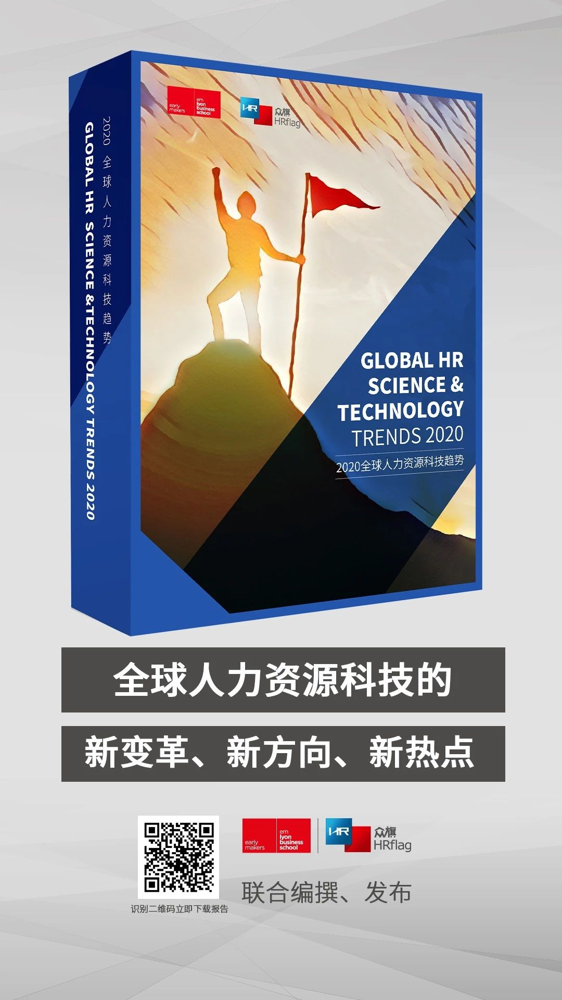 early
makers
em
lyon
business
school
HR
众旗
HRflag
2020 全球人力资源科技趋势
GLOBAL HR SCIENCE &TECHNOLOGY TRENDS 2020
GLOBAL HR
SCIENCE &
TECHNOLOGY
TRENDS 2020
2020全球人力资源科技趋势
全球人力资源科技的
新变革、新方向、新热点
early
makers
em
lyon
business
school
HR
众旗
HRflag
联合编撰、发布
识别二维码立即下载报告